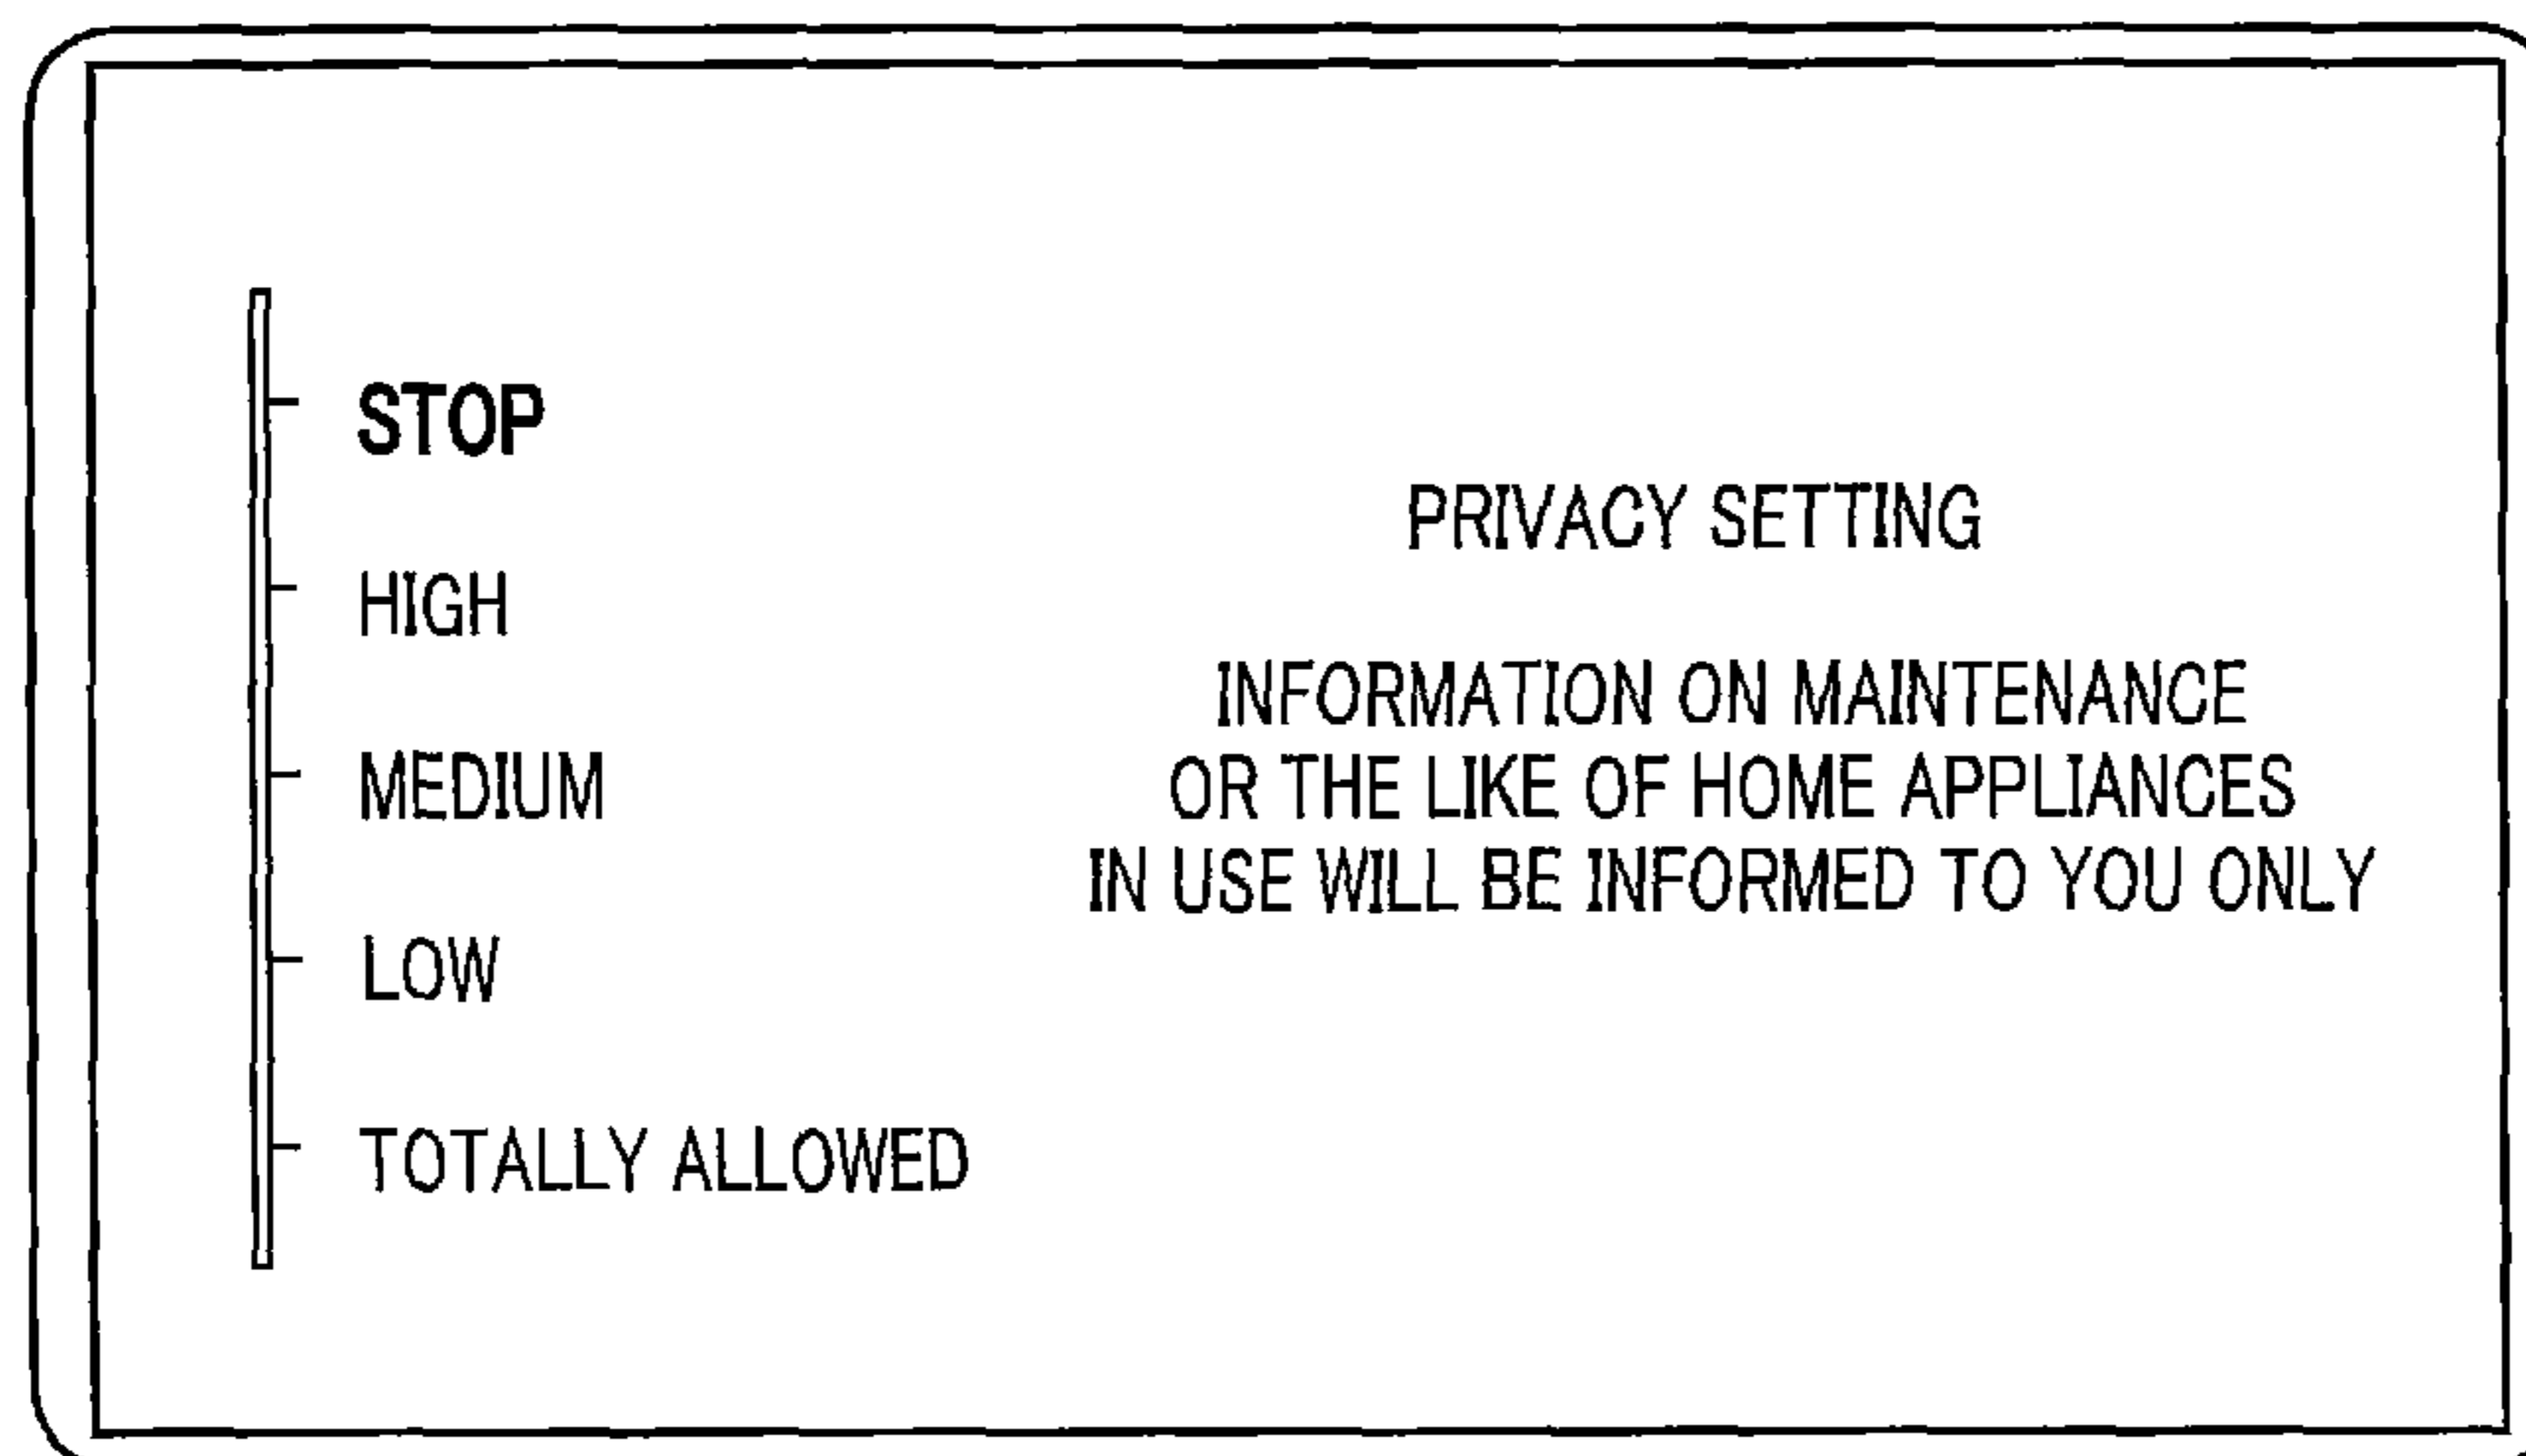 STOP
HIGH
MEDIUM
LOW
TOTALLY ALLOWED
PRIVACY SETTING
INFORMATION ON MAINTENANCE
OR THE LIKE OF HOME APPLIANCES
IN USE WILL BE INFORMED TO YOU ONLY